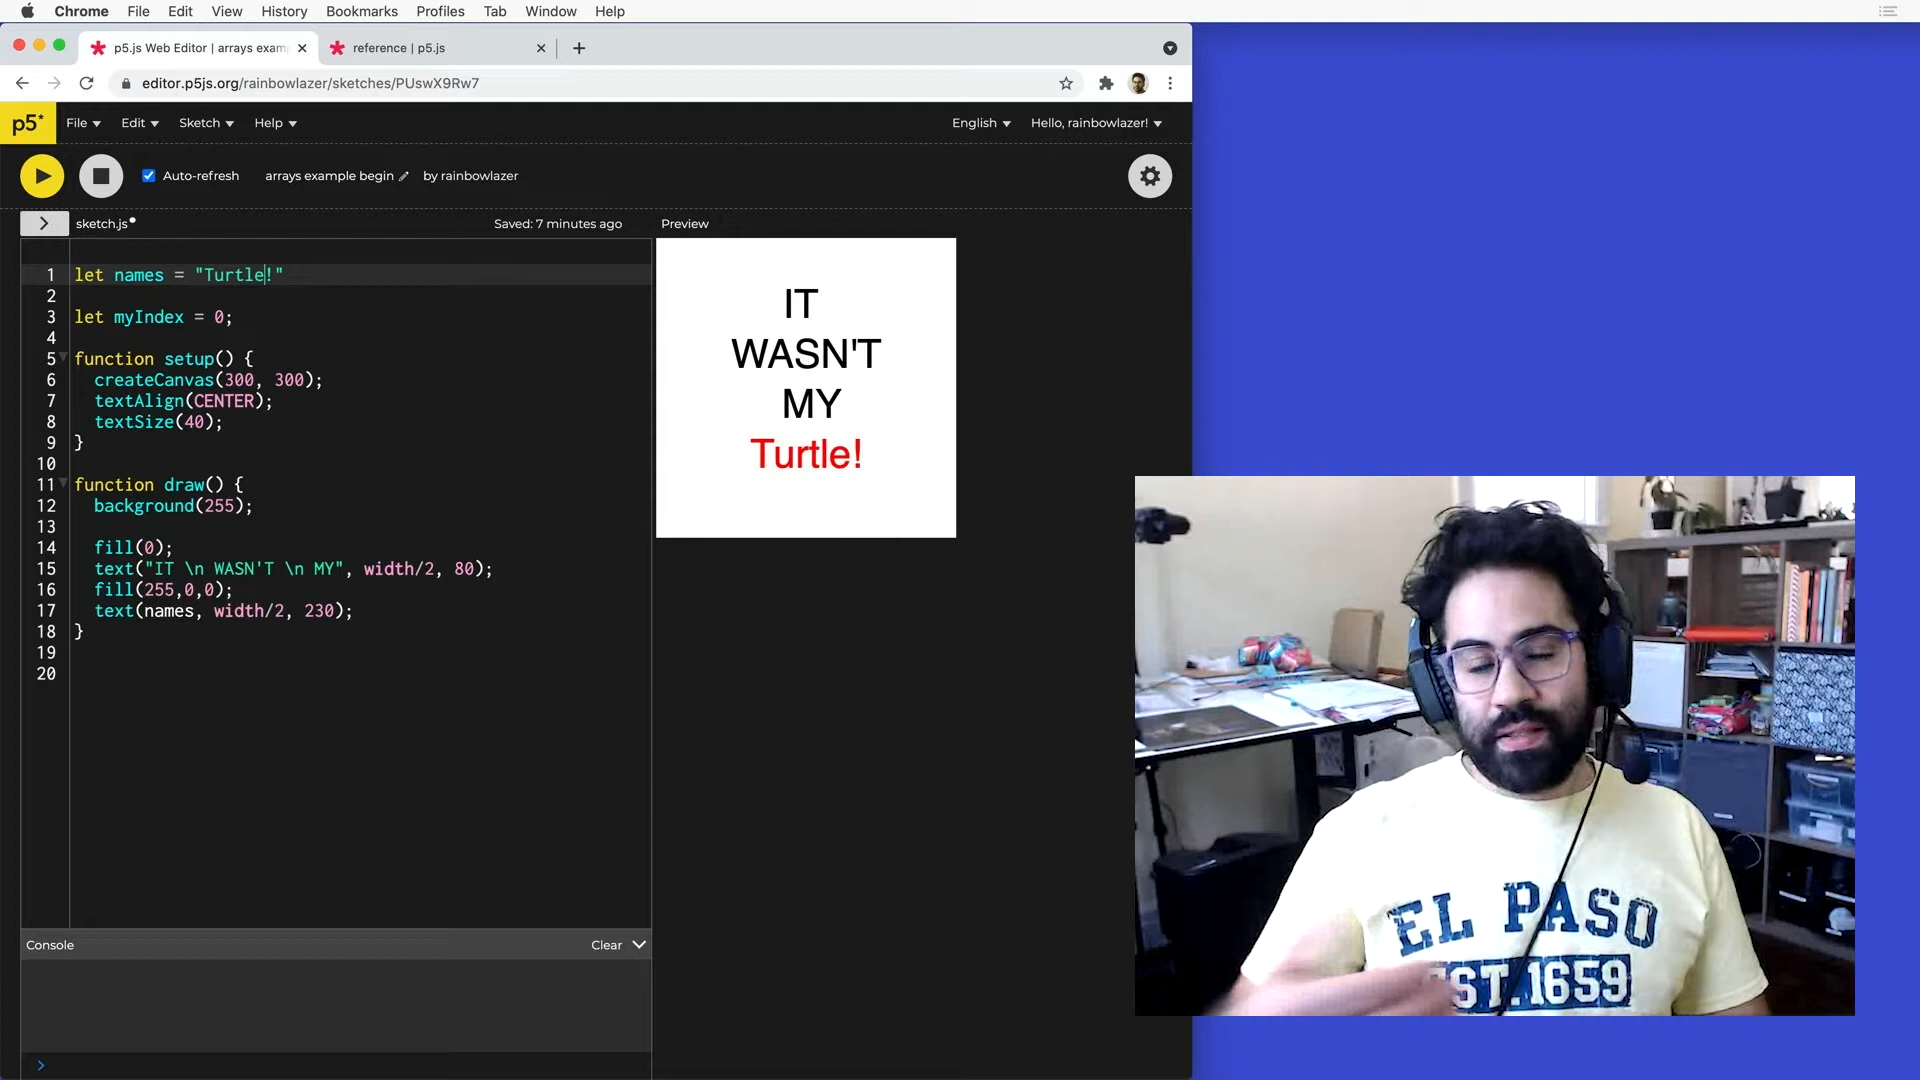 Chrome File Edit View History Bookmarks Profiles Tab Window Help
p5.js Web Editor | arrays exam
reference | p5.js
editor.p5js.org/rainbowlazer/sketches/PUswX9Rw7
p5* File Edit Sketch Help English Hello, rainbowlazer!
Auto-refresh arrays example begin by rainbowlazer
> sketch.js Saved: 7 minutes ago Preview
1 let names = "Turtle!"
2
3 let myIndex = 0;
4
5 function setup() {
6 createCanvas(300, 300);
7 textAlign(CENTER);
8 textSize(40);
9 }
10
11 function draw() {
12 background(255);
13
14 fill(0);
15 text("IT \n WASN'T \n MY", width/2, 80);
16 fill(255,0,0);
17 text(names, width/2, 230);
18 }
19
20
IT
WASN'T
MY
Turtle!
Console Clear
>
EL PASO
EST. 1659